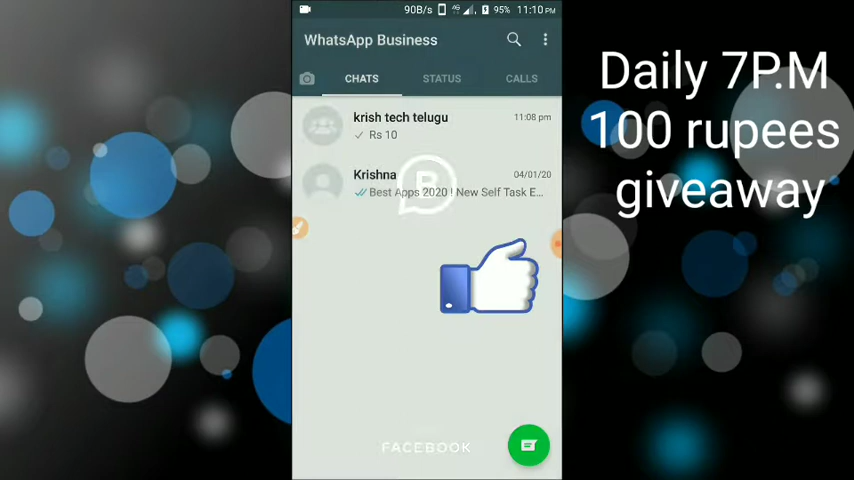 90B/s 4G 95% 11:10 PM
WhatsApp Business
CHATS STATUS CALLS
krish tech telugu 11:08 pm
Rs 10
Krishna 04/01/20
Best Apps 2020 ! New Self Task E...
B
FACEBOOK
Daily 7P.M
100 rupees
giveaway